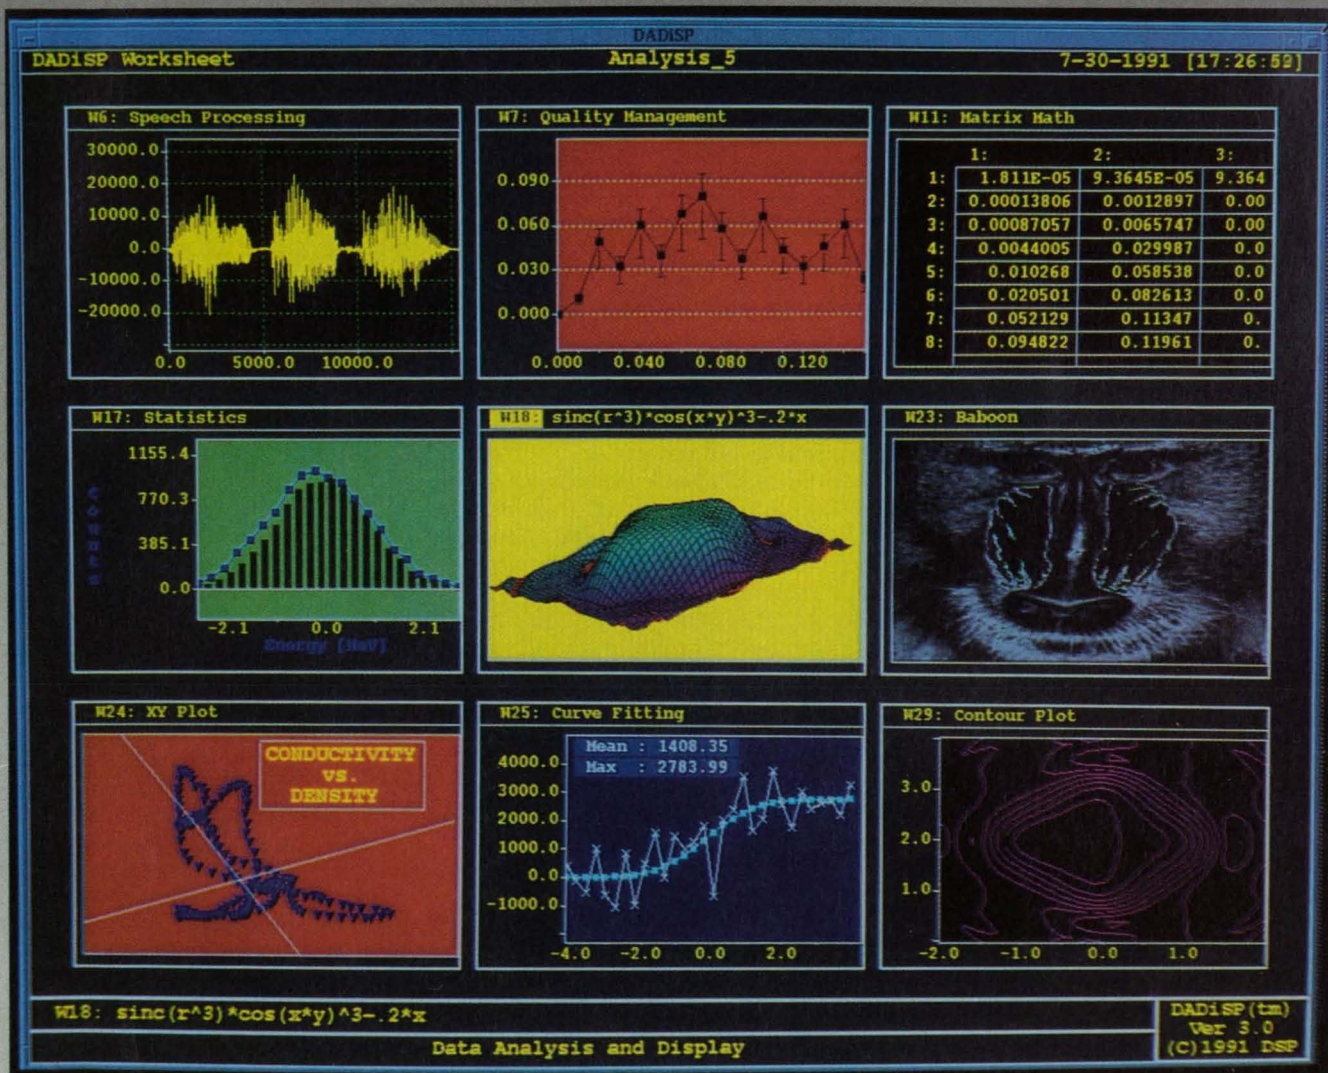 DADiSP
DADiSP Worksheet Analysis_5 7-30-1991 [17:26:59]
W6: Speech Processing
30000.0
20000.0
10000.0
0.0
-10000.0
-20000.0
0.0 5000.0 10000.0
W7: Quality Management
0.090
0.060
0.030
0.000
0.000 0.040 0.080 0.120
W11: Matrix Math
1: 2: 3:
1: 1.811E-05 9.3645E-05 9.364
2: 0.00013806 0.0012897 0.00
3: 0.00087057 0.0065747 0.00
4: 0.0044005 0.029987 0.0
5: 0.010268 0.058538 0.0
6: 0.020501 0.082613 0.0
7: 0.052129 0.11347 0.
8: 0.094822 0.11961 0.
W17: Statistics
1155.4
770.3
385.1
0.0
Counts
-2.1 0.0 2.1
Energy [MeV]
W18: sinc(r^3)*cos(x*y)^3-.2*x
W23: Baboon
W24: XY Plot
CONDUCTIVITY
vs.
DENSITY
W25: Curve Fitting
Mean : 1408.35
Max : 2783.99
4000.0
3000.0
2000.0
1000.0
0.0
-1000.0
-4.0 -2.0 0.0 2.0
W29: Contour Plot
3.0
2.0
1.0
-2.0 -1.0 0.0 1.0
W18: sinc(r^3)*cos(x*y)^3-.2*x
Data Analysis and Display
DADiSP(tm)
Ver 3.0
(C)1991 DSP